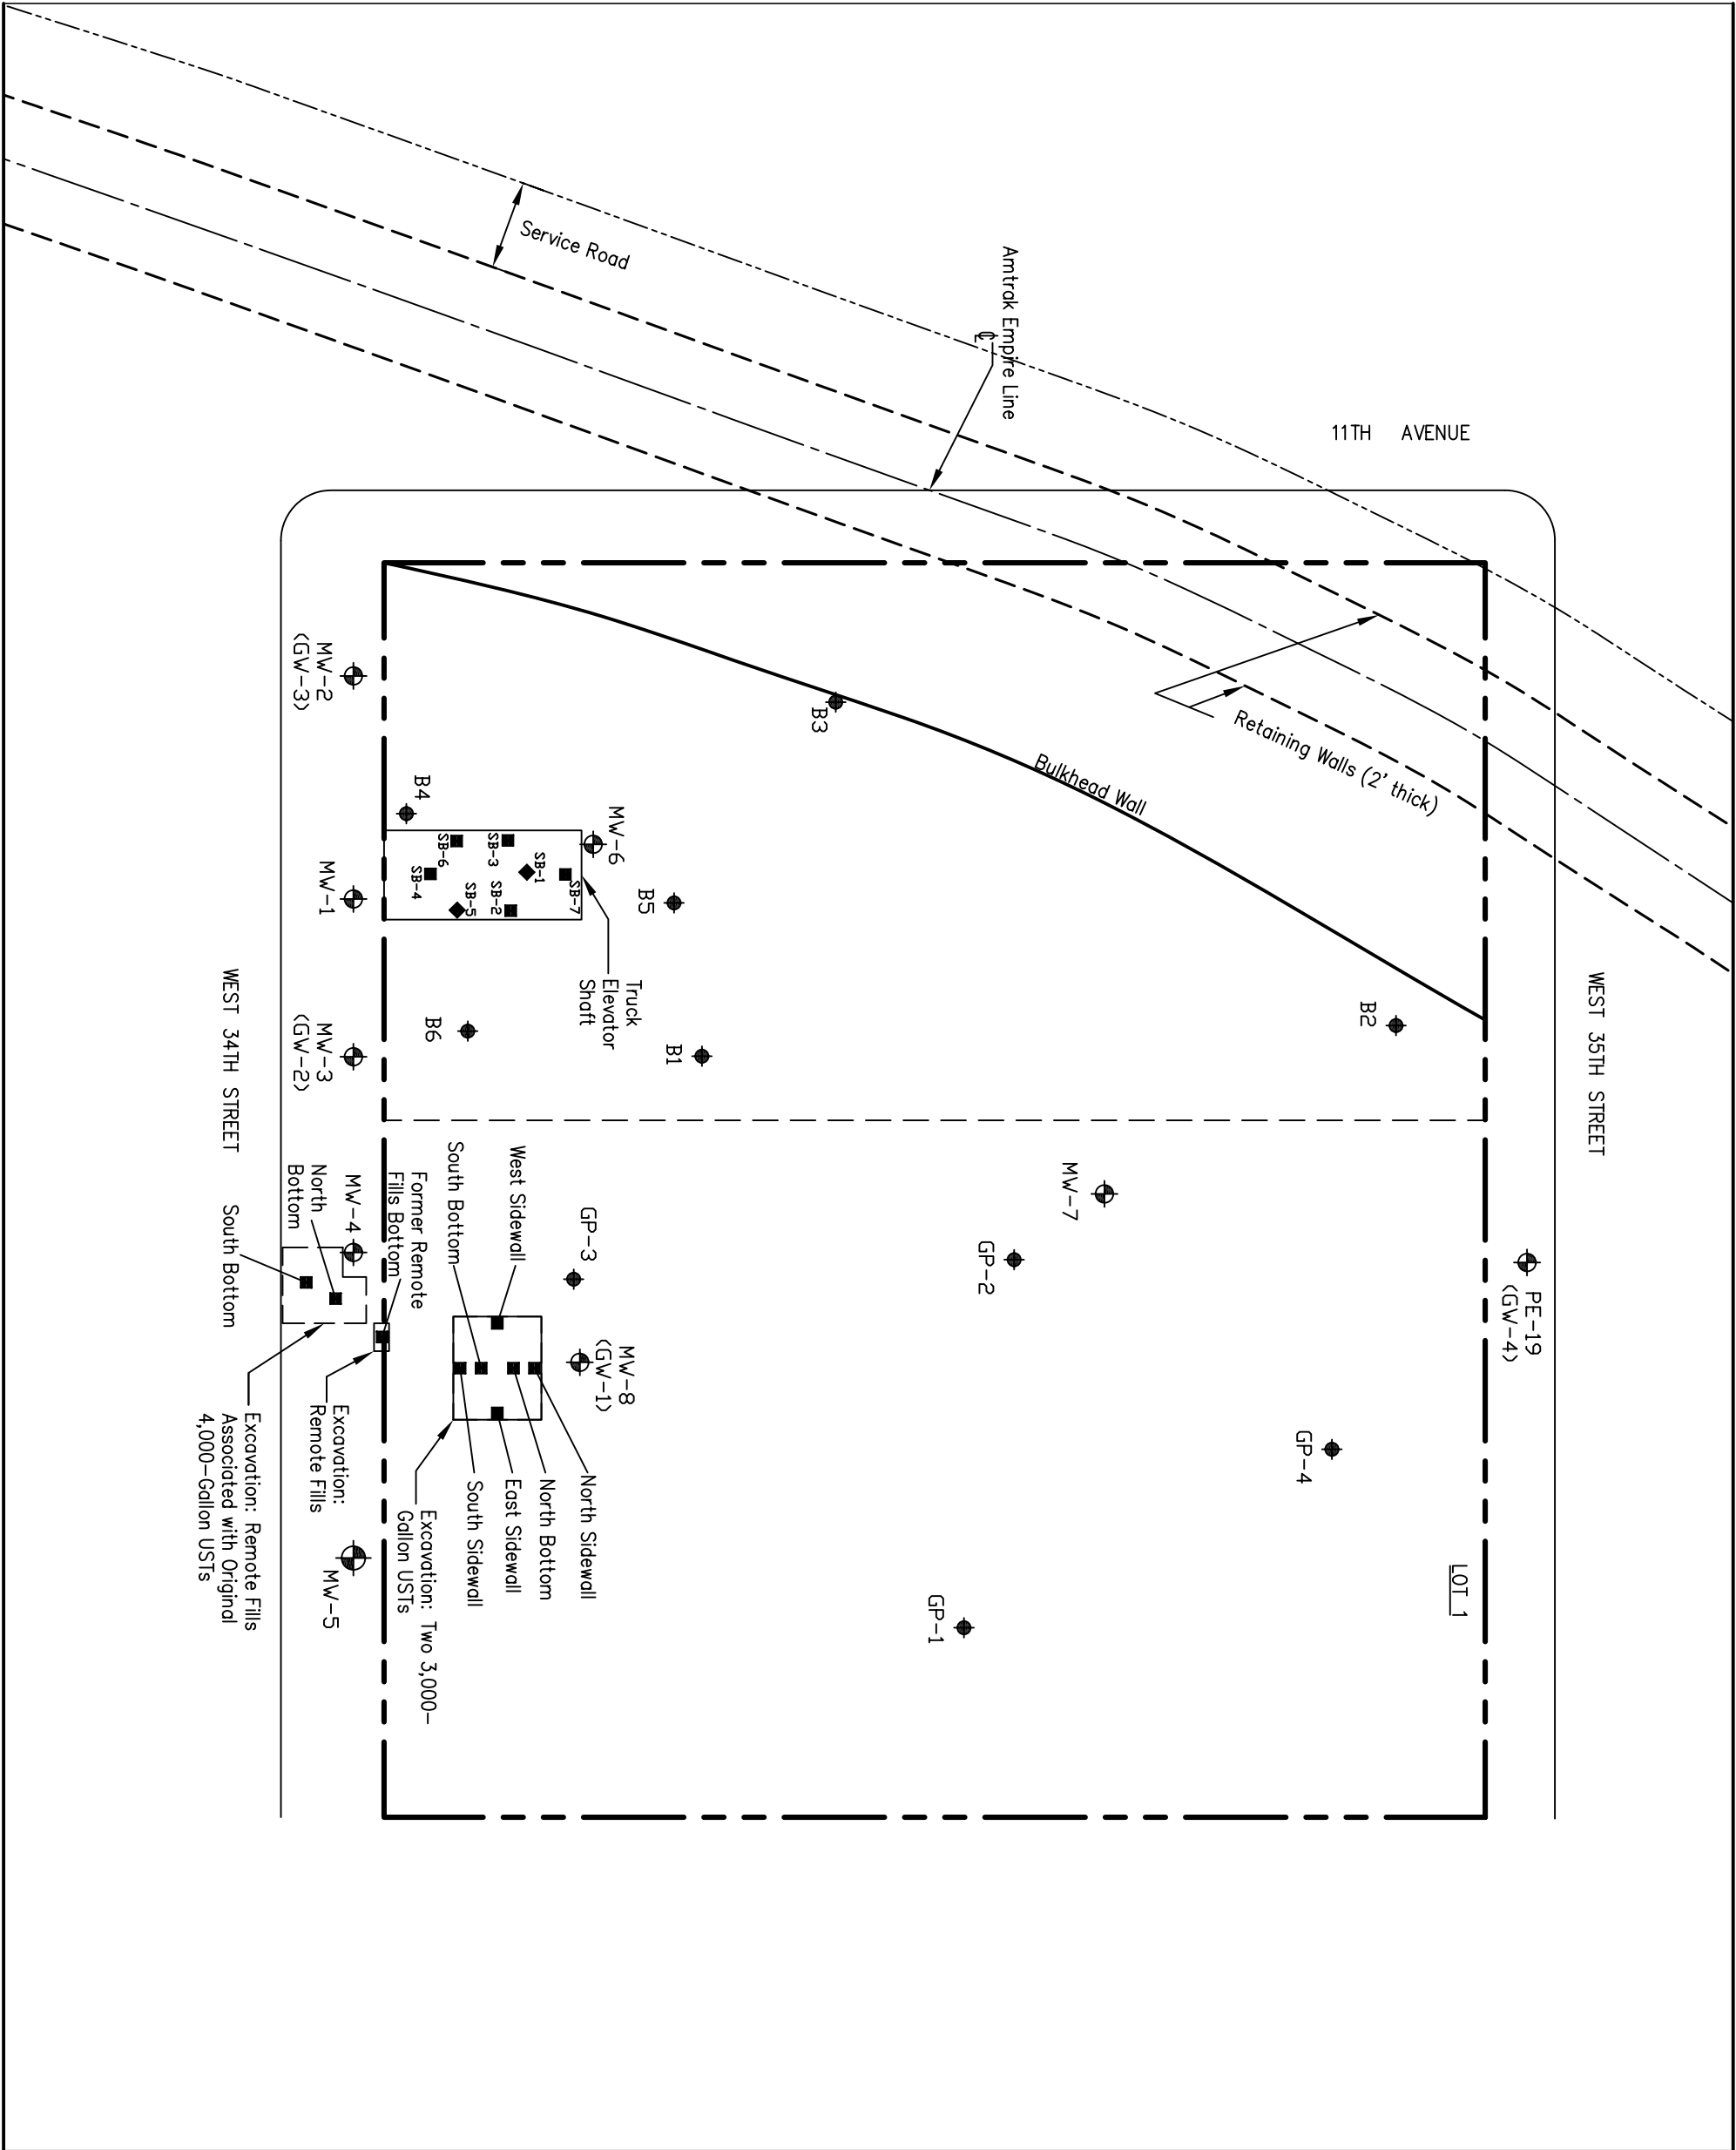 11TH AVENUE
Service Road
Amtrak Empire Line
CL
Retaining Walls (2' thick)
Bulkhead Wall
WEST 35TH STREET
WEST 34TH STREET
LOT 1
MW-2
(GW-3)
B3
B4
MW-6
SB-6
SB-3
SB-1
SB-7
SB-4
SB-5
SB-2
MW-1
B5
B2
Truck
Elevator
Shaft
MW-3
(GW-2)
B6
B1
MW-7
PE-19
(GW-4)
GP-2
GP-3
West Sidewall
South Bottom
Former Remote
Fills Bottom
MW-4
North
Bottom
South Bottom
MW-8
(GW-1)
GP-4
North Sidewall
North Bottom
East Sidewall
South Sidewall
Excavation: Two 3,000-
Gallon USTs
Excavation:
Remote Fills
Excavation: Remote Fills
Associated with Original
4,000-Gallon USTs
MW-5
GP-1